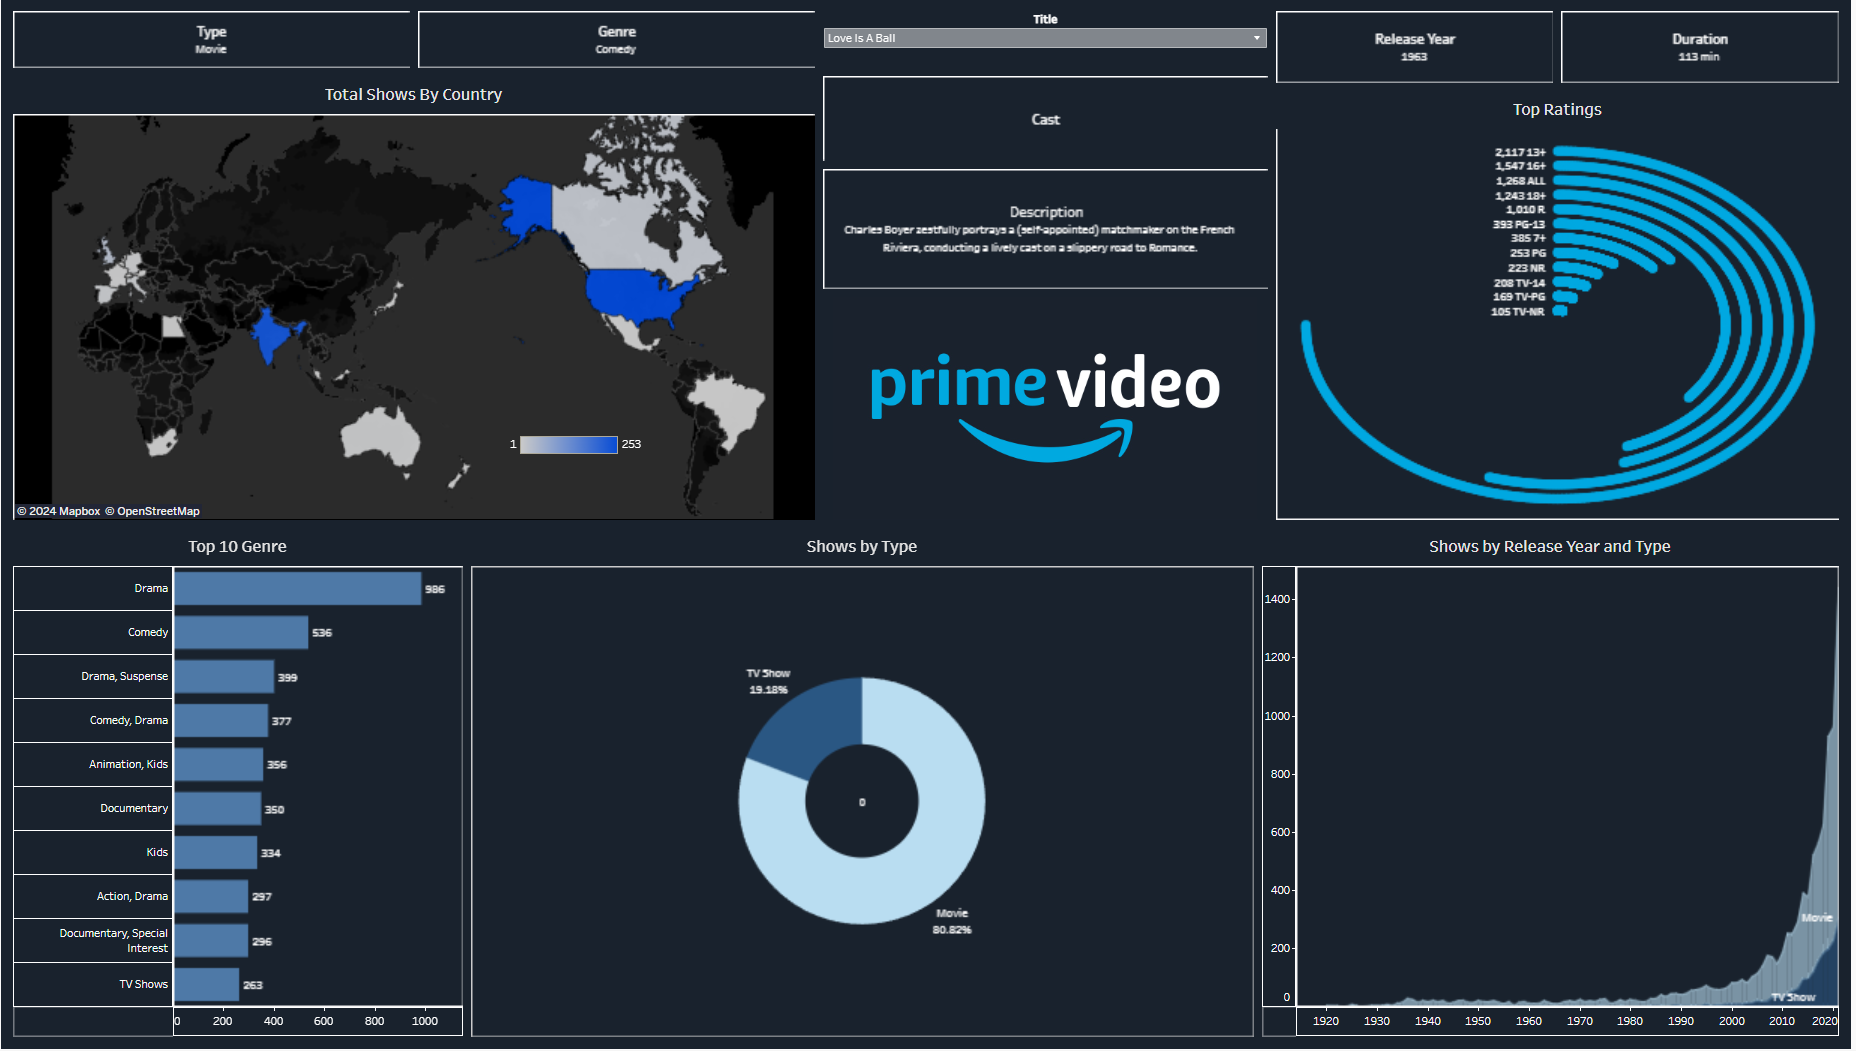 Type
Movie
Genre
Comedy
Title
Love Is A Ball
Release Year
1963
Duration
113 min
Total Shows By Country
1
253
© 2024 Mapbox © OpenStreetMap
Cast
Description
Charles Boyer zestfully portrays a (self-appointed) matchmaker on the French
Riviera, conducting a lively cast on a slippery road to Romance.
prime video
Top Ratings
2,117 13+
1,547 16+
1,268 ALL
1,243 18+
1,010 R
393 PG-13
385 7+
253 PG
223 NR
208 TV-14
169 TV-PG
105 TV-NR
Top 10 Genre
Drama 986
Comedy 536
Drama, Suspense 399
Comedy, Drama 377
Animation, Kids 356
Documentary 350
Kids 334
Action, Drama 297
Documentary, Special
Interest 296
TV Shows 263
0 200 400 600 800 1000
Shows by Type
TV Show
19.18%
0
Movie
80.82%
Shows by Release Year and Type
1400
1200
1000
800
600
400
200
0
Movie
TV Show
1920 1930 1940 1950 1960 1970 1980 1990 2000 2010 2020